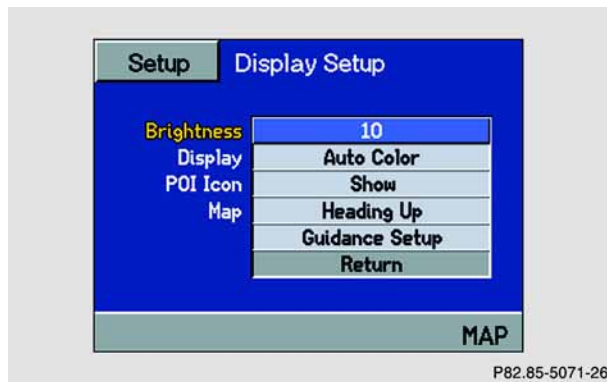 Setup Display Setup
Brightness 10
Display Auto Color
POI Icon Show
Map Heading Up
Guidance Setup
Return
MAP
P82.85-5071-26